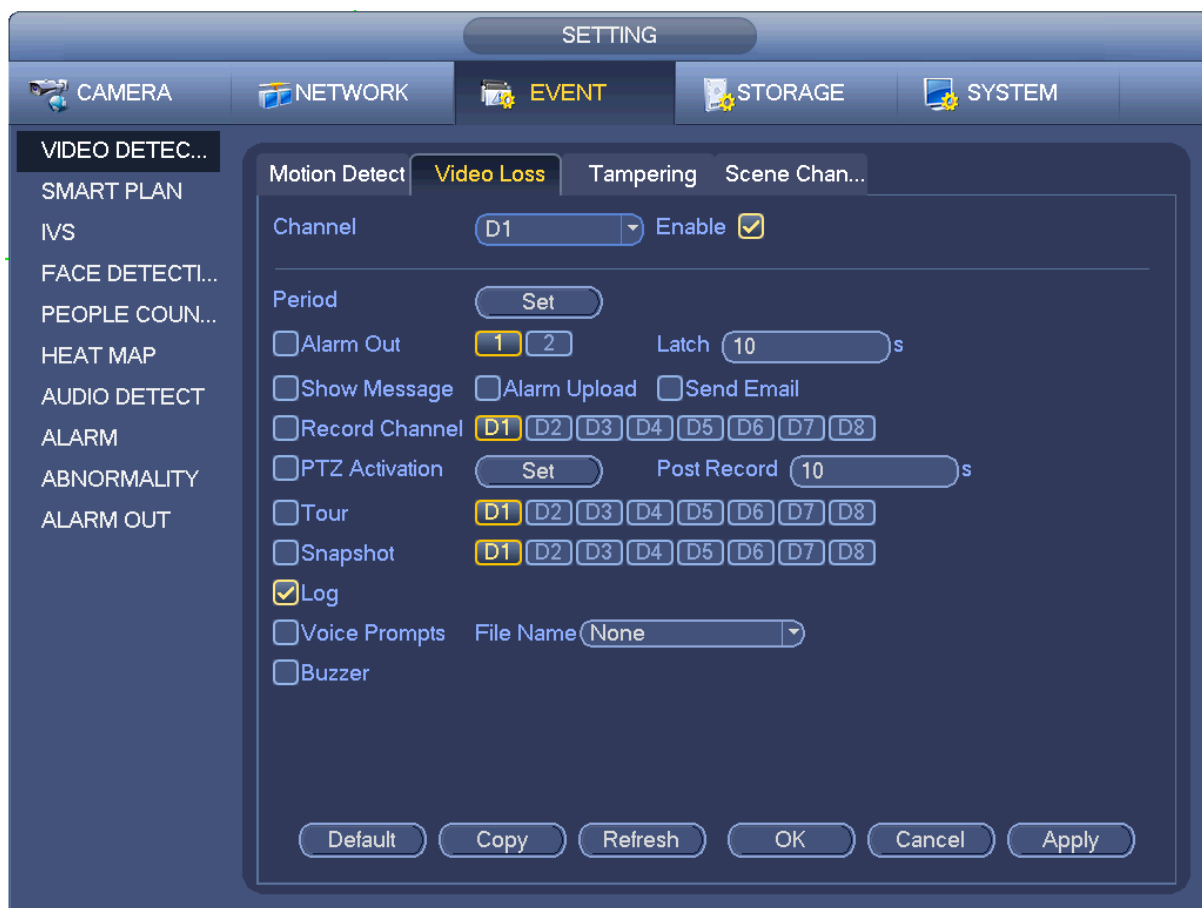 SETTING
CAMERA NETWORK EVENT STORAGE SYSTEM
VIDEO DETEC...
SMART PLAN
IVS
FACE DETECTI...
PEOPLE COUN...
HEAT MAP
AUDIO DETECT
ALARM
ABNORMALITY
ALARM OUT
Motion Detect Video Loss Tampering Scene Chan...
Channel D1 Enable
Period Set
Alarm Out 1 2 Latch 10 s
Show Message Alarm Upload Send Email
Record Channel D1 D2 D3 D4 D5 D6 D7 D8
PTZ Activation Set Post Record 10 s
Tour D1 D2 D3 D4 D5 D6 D7 D8
Snapshot D1 D2 D3 D4 D5 D6 D7 D8
Log
Voice Prompts File Name None
Buzzer
Default Copy Refresh OK Cancel Apply